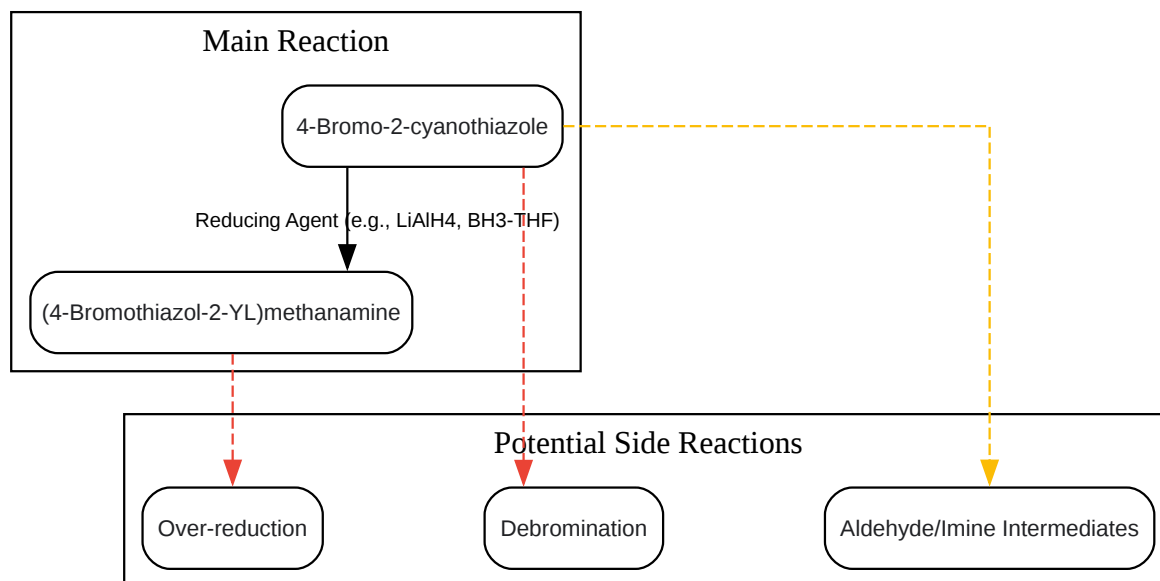 Main Reaction
4-Bromo-2-cyanothiazole
Reducing Agent (e.g., LiAlH4, BH3-THF)
(4-Bromothiazol-2-YL)methanamine
Potential Side Reactions
Over-reduction
Debromination
Aldehyde/Imine Intermediates